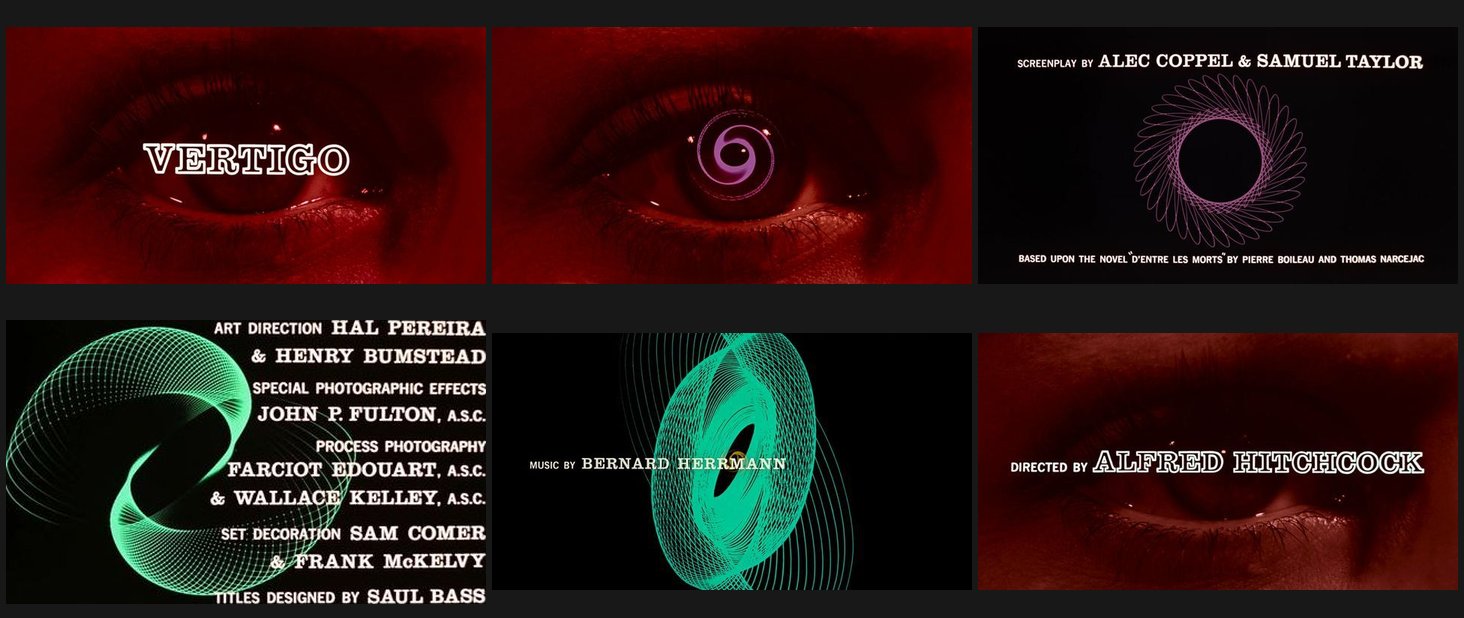 VERTIGO
SCREENPLAY BY ALEC COPPEL & SAMUEL TAYLOR
BASED UPON THE NOVEL "D'ENTRE LES MORTS" BY PIERRE BOILEAU AND THOMAS NARCEJAC
ART DIRECTION HAL PEREIRA
& HENRY BUMSTEAD
SPECIAL PHOTOGRAPHIC EFFECTS
JOHN P. FULTON, A.S.C.
PROCESS PHOTOGRAPHY
FARCIOT EDOUART, A.S.C.
& WALLACE KELLEY, A.S.C.
SET DECORATION SAM COMER
& FRANK McKELVY
TITLES DESIGNED BY SAUL BASS
MUSIC BY BERNARD HERRMANN
DIRECTED BY ALFRED HITCHCOCK